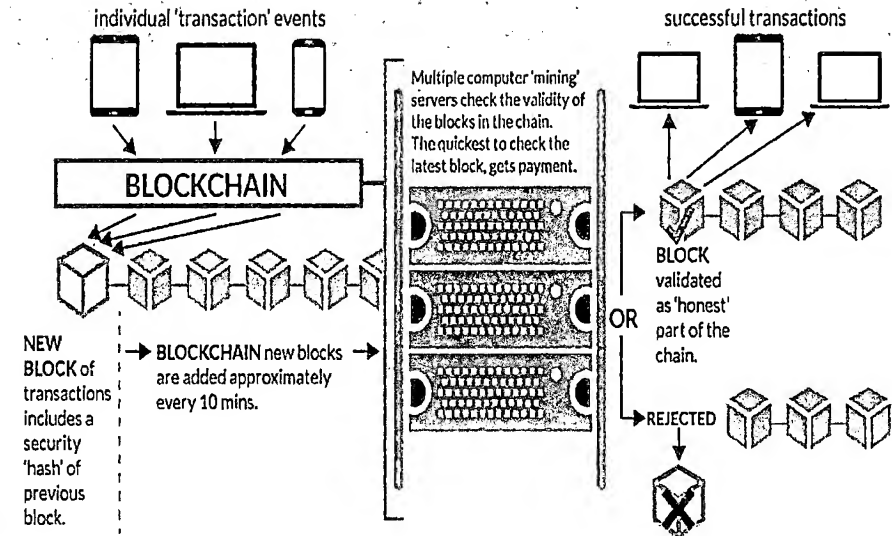 individual 'transaction' events
BLOCKCHAIN
NEW
BLOCK of
transactions
includes a
security
'hash' of
previous
block.
BLOCKCHAIN new blocks
are added approximately
every 10 mins.
Multiple computer 'mining'
servers check the validity of
the blocks in the chain.
The quickest to check the
latest block, gets payment.
OR
successful transactions
BLOCK
validated
as 'honest'
part of the
chain.
REJECTED